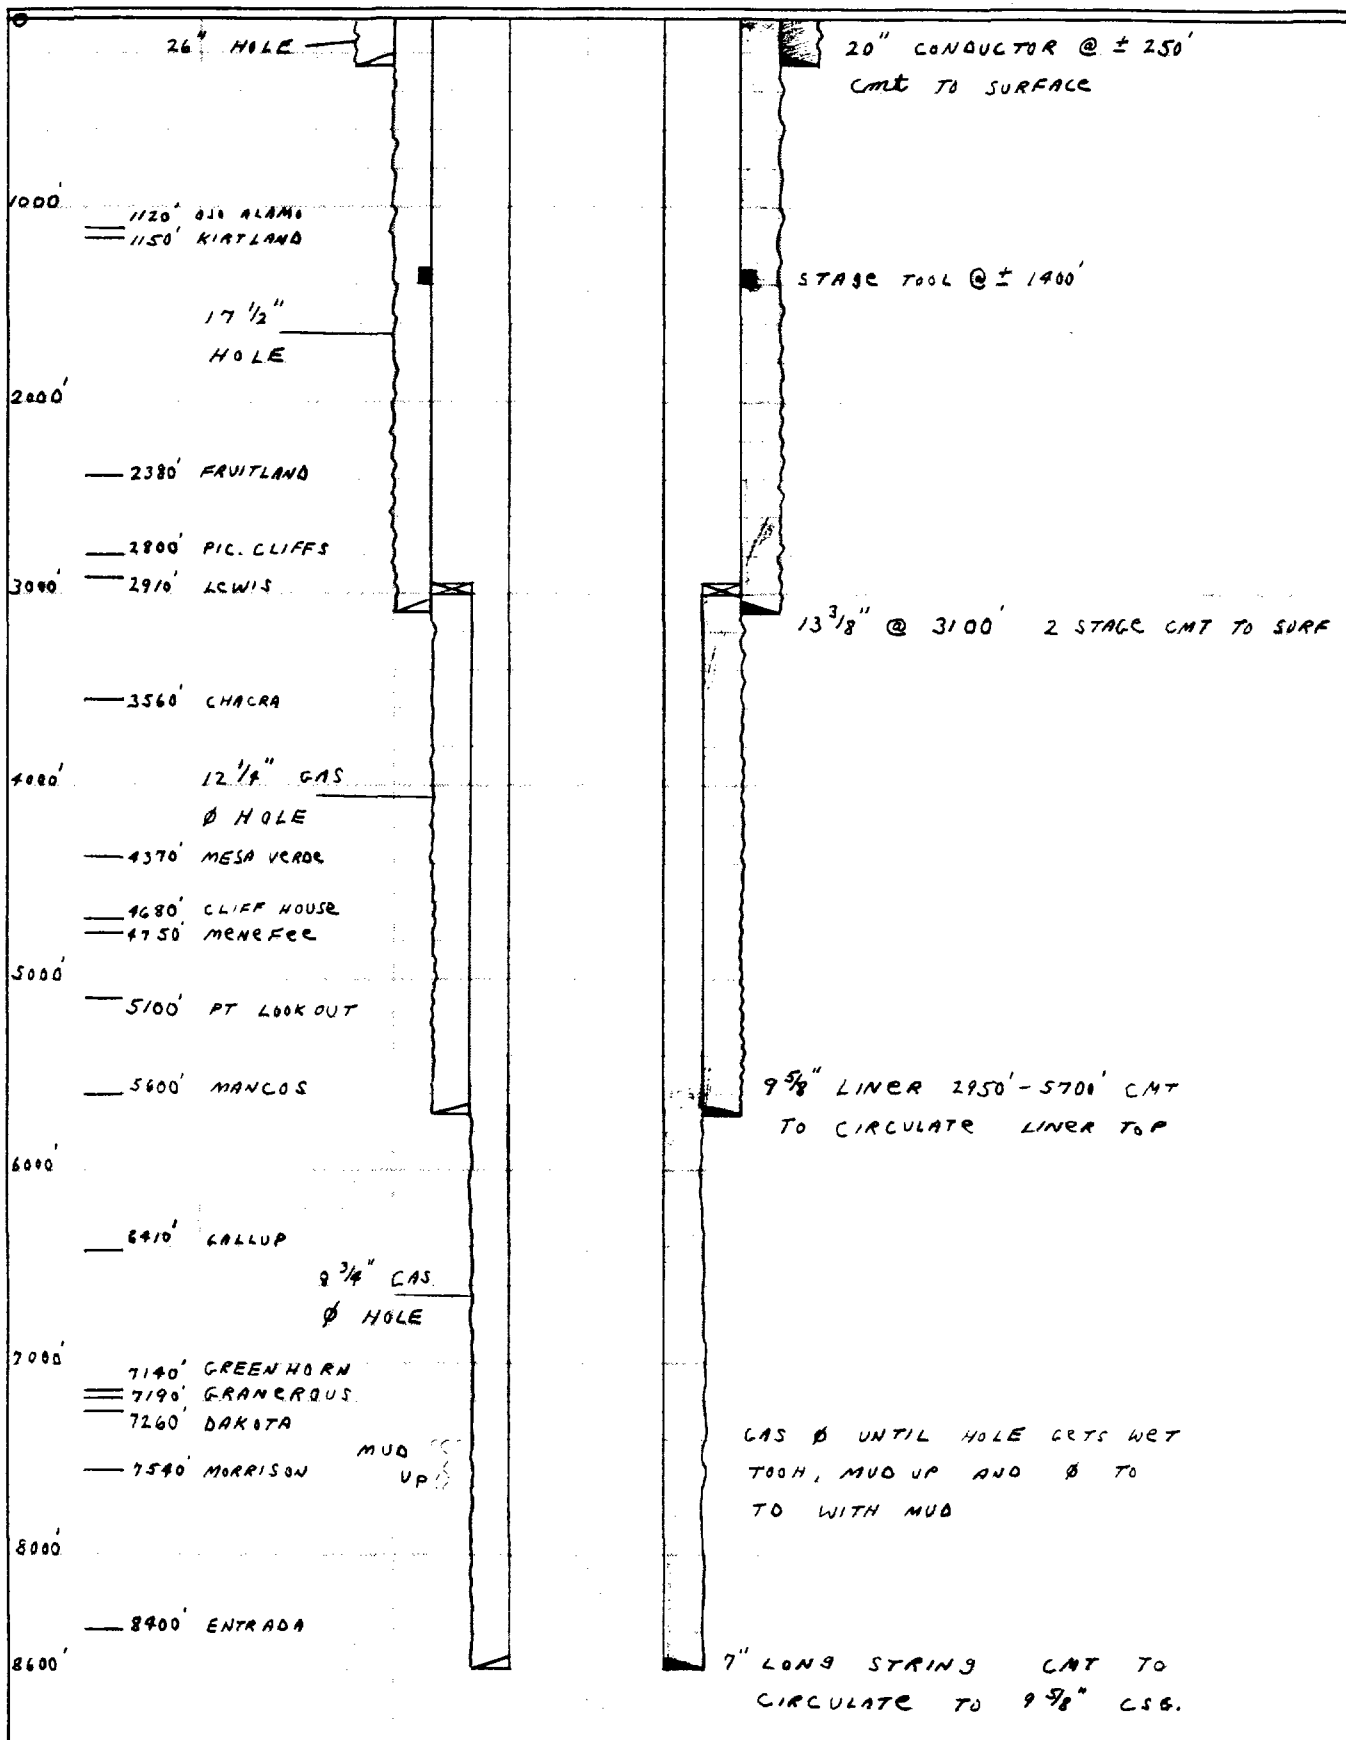 0
26" HOLE
20" CONDUCTOR @ ± 250'
cmt TO SURFACE
1000'
1120' OJO ALAMO
1150' KIRTLAND
STAGE TOOL @ ± 1400'
17 1/2"
HOLE
2000'
2380' FRUITLAND
2800' PIC. CLIFFS
2910' LEWIS
3000'
13 3/8" @ 3100' 2 STAGE CMT TO SURF
3560' CHACRA
4000'
12 1/4" GAS
Ø HOLE
4370' MESA VERDE
4680' CLIFF HOUSE
4750' MENEFEE
5000'
5100' PT LOOKOUT
5600' MANCOS
9 5/8" LINER 2950'-5700' CMT
TO CIRCULATE LINER TOP
6000'
6410' GALLUP
8 3/4" GAS
Ø HOLE
7000'
7140' GREENHORN
7190' GRANEROUS
7260' DAKOTA
MUD
UP
7540' MORRISON
GAS Ø UNTIL HOLE GETS WET
TOOH, MUD UP AND Ø TO
TD WITH MUD
8000'
8400' ENTRADA
8600'
7" LONG STRING CMT TO
CIRCULATE TO 9 5/8" CSG.